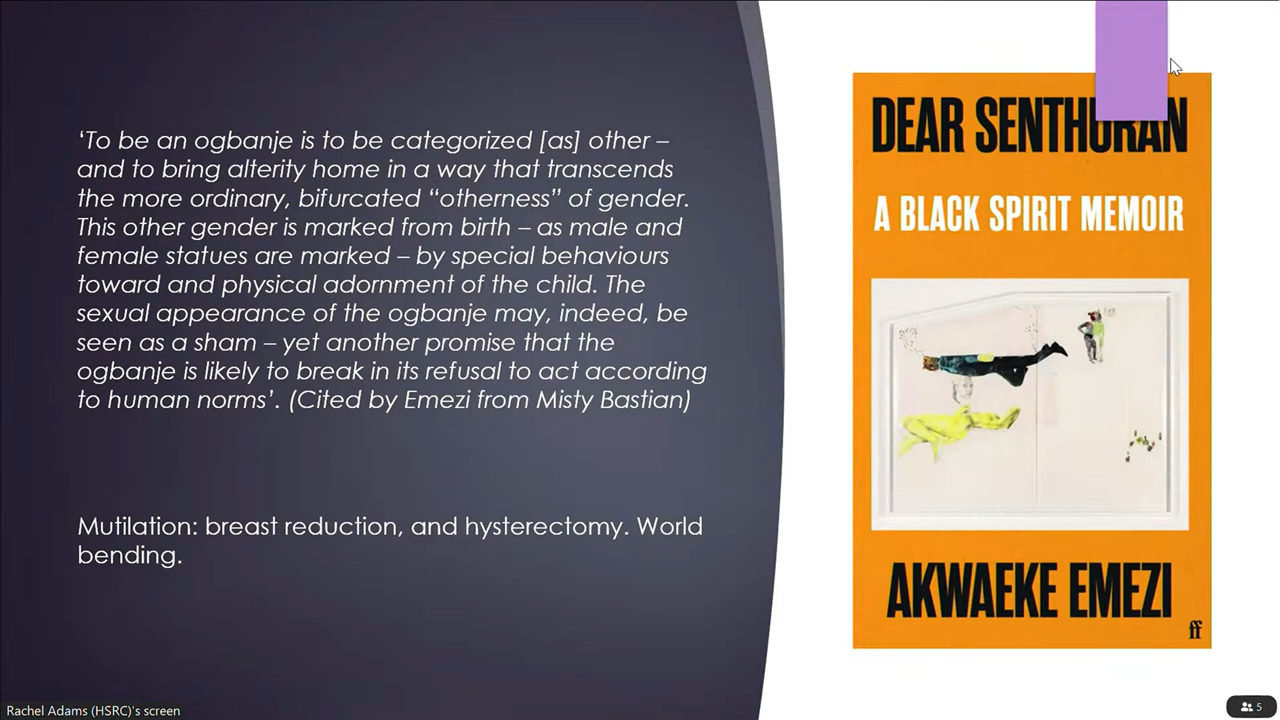 ‘To be an ogbanje is to be categorized [as] other –
and to bring alterity home in a way that transcends
the more ordinary, bifurcated “otherness” of gender.
This other gender is marked from birth – as male and
female statues are marked – by special behaviours
toward and physical adornment of the child. The
sexual appearance of the ogbanje may, indeed, be
seen as a sham – yet another promise that the
ogbanje is likely to break in its refusal to act according
to human norms’. (Cited by Emezi from Misty Bastian)
Mutilation: breast reduction, and hysterectomy. World
bending.
DEAR SENTHURAN
A BLACK SPIRIT MEMOIR
AKWAEKE EMEZI
ff
Rachel Adams (HSRC)'s screen
5